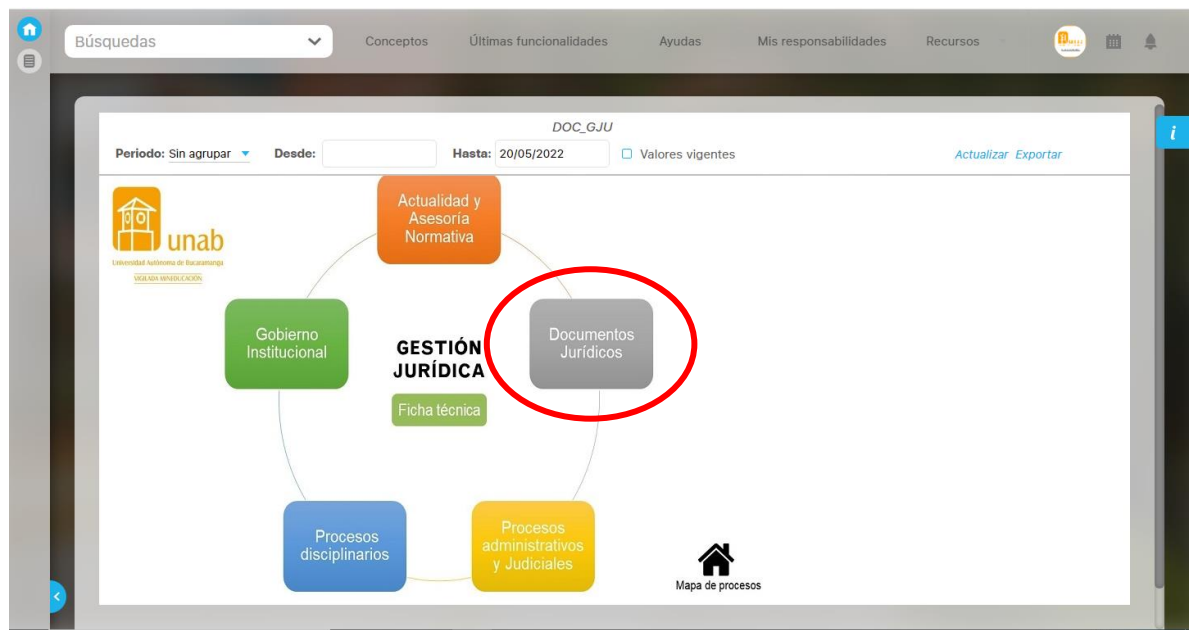 Búsquedas
Conceptos
Últimas funcionalidades
Ayudas
Mis responsabilidades
Recursos
DOC_GJU
Periodo: Sin agrupar
Desde:
Hasta: 20/05/2022
Valores vigentes
Actualizar Exportar
unab
Universidad Autónoma de Bucaramanga
VIGILADA MINEDUCACIÓN
Actualidad y
Asesoría
Normativa
Gobierno
Institucional
GESTIÓN
JURÍDICA
Ficha técnica
Documentos
Jurídicos
Procesos
disciplinarios
Procesos
administrativos
y Judiciales
Mapa de procesos
i